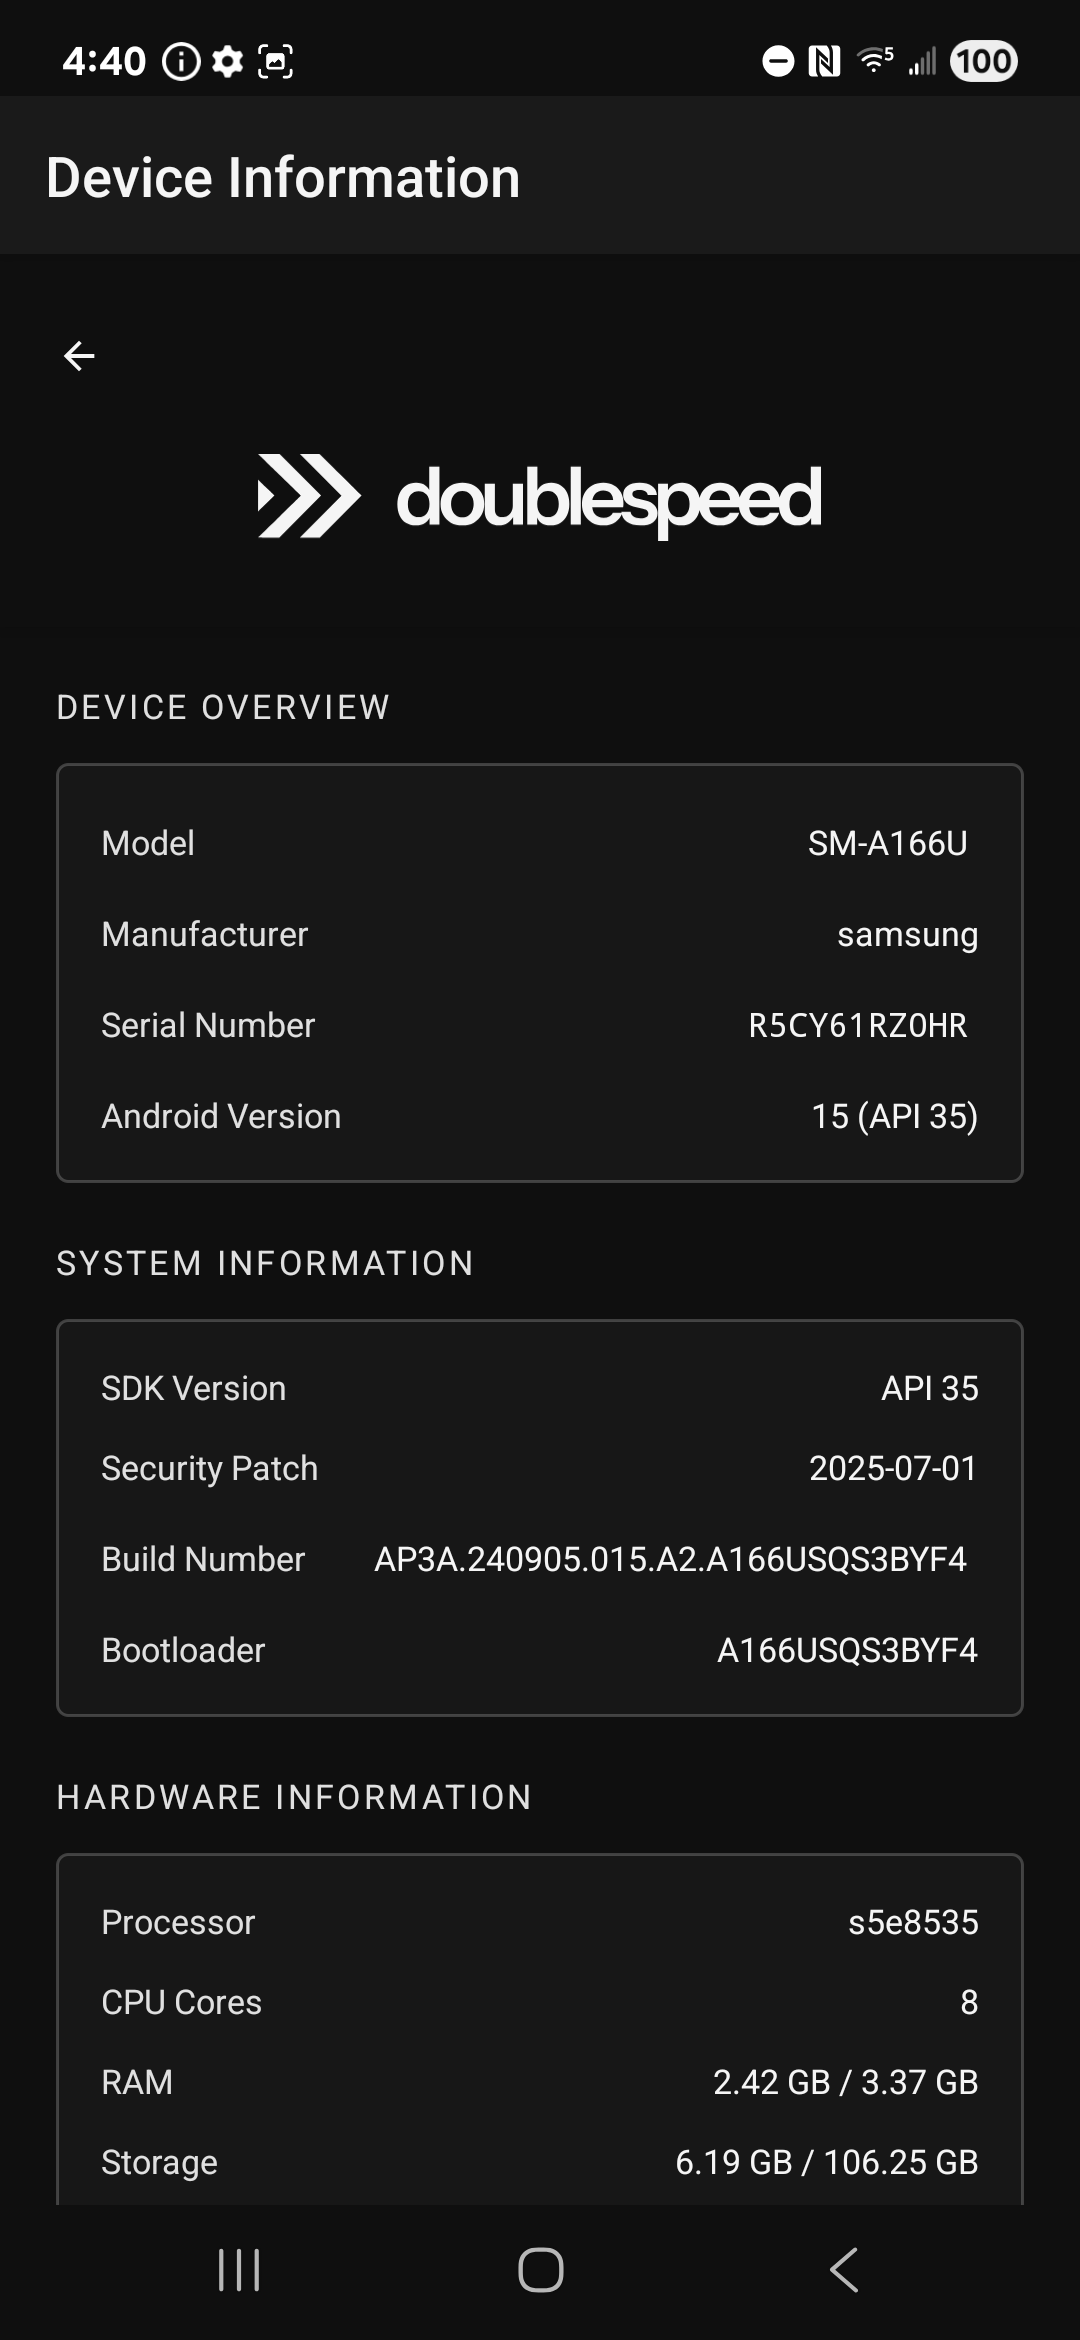 4:40
5
100
Device Information
doublespeed
DEVICE OVERVIEW
Model SM-A166U
Manufacturer samsung
Serial Number R5CY61RZ0HR
Android Version 15 (API 35)
SYSTEM INFORMATION
SDK Version API 35
Security Patch 2025-07-01
Build Number AP3A.240905.015.A2.A166USQS3BYF4
Bootloader A166USQS3BYF4
HARDWARE INFORMATION
Processor s5e8535
CPU Cores 8
RAM 2.42 GB / 3.37 GB
Storage 6.19 GB / 106.25 GB